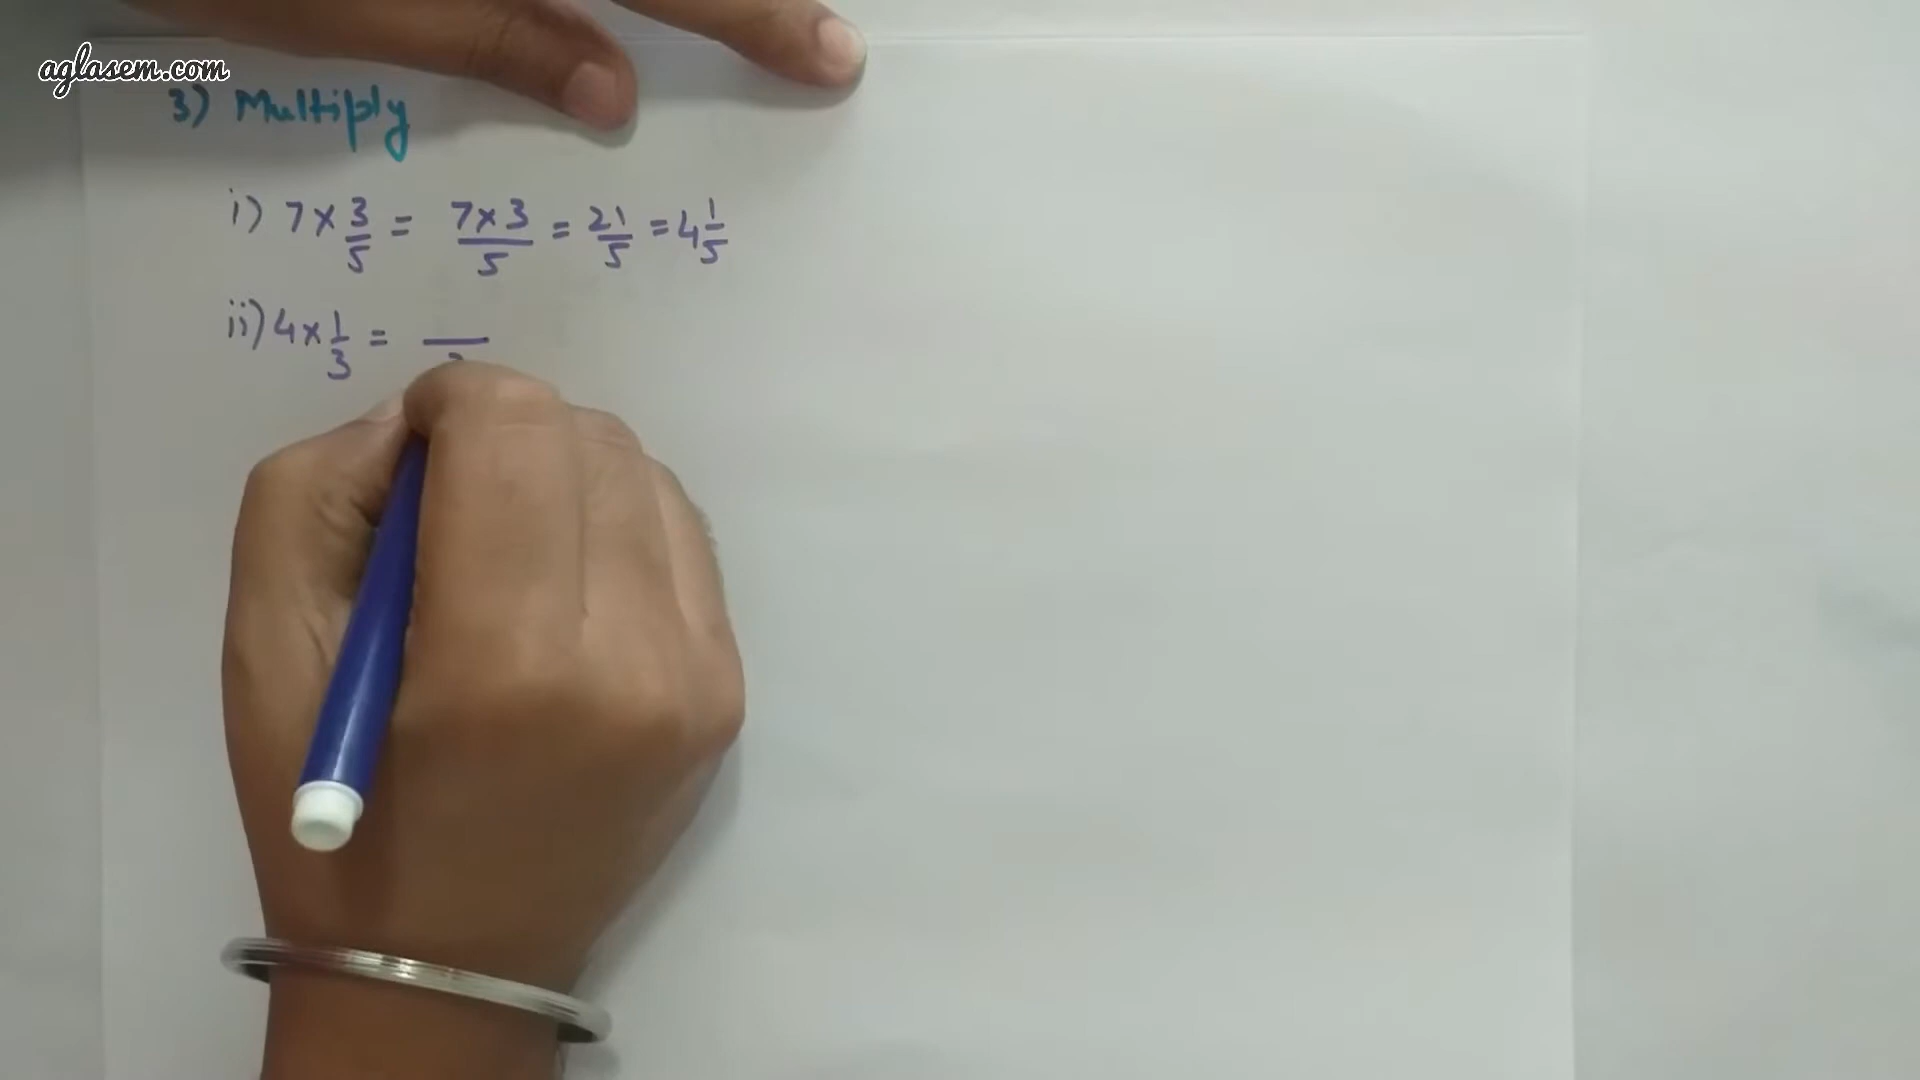 aglasem.com
3) Multiply
i) 7 × 3/5 = 7×3/5 = 21/5 = 4 1/5
ii) 4 × 1/3 =